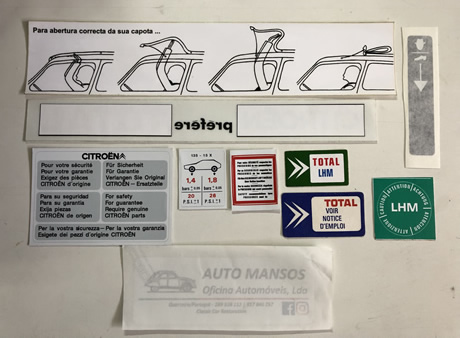 Para abertura correcta da sua capota ...
prefere
CITROËN
Pour votre sécurité
Pour votre garantie
Exigez des pièces
CITROËN d'origine
Für Sicherheit
Für Garantie
Verlangen Sie Original
CITROËN – Ersatzteile
Para su seguridad
Para su garantia
Exija piezas
CITROËN de origen
For safety
For guarantee
Require genuine
CITROËN parts
Per la vostra sicurezza – Per la vostra garanzia
Esigete dei pezzi d'origine CITROËN
135 - 15 X
1,4
1,8
bars
bars
20
26
P.S.I.
P.S.I.
TOTAL
LHM
TOTAL
VOIR
NOTICE
D'EMPLOI
ATTENTION
LHM
AUTO MANSOS
Oficina Automóveis, Lda